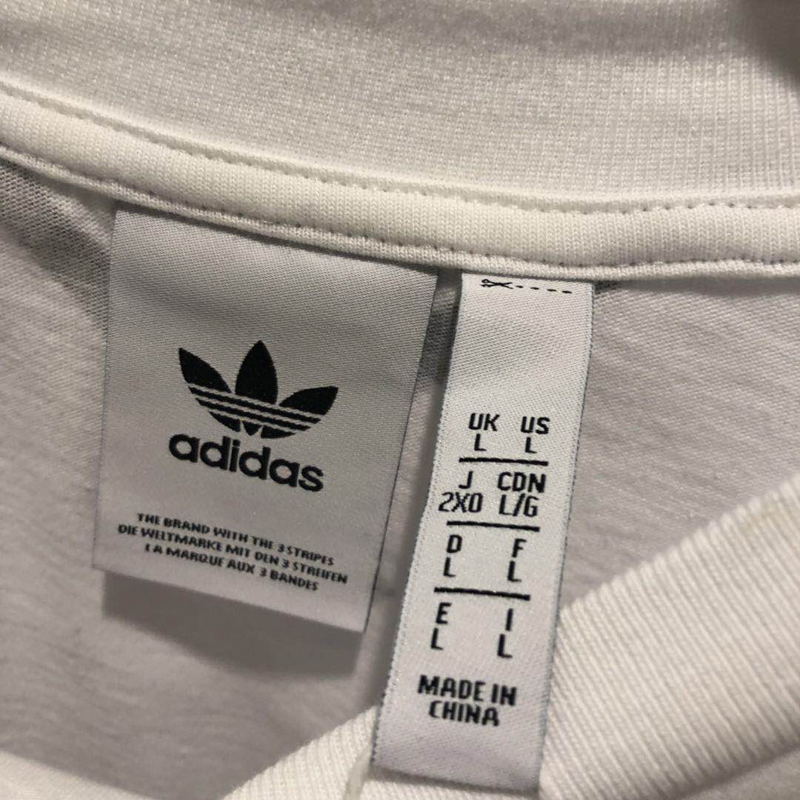 adidas
THE BRAND WITH THE 3 STRIPES
DIE WELTMARKE MIT DEN 3 STREIFEN
LA MARQUE AUX 3 BANDES
UK US
L L
J CDN
2XO L/G
D F
L L
E I
L L
MADE IN
CHINA